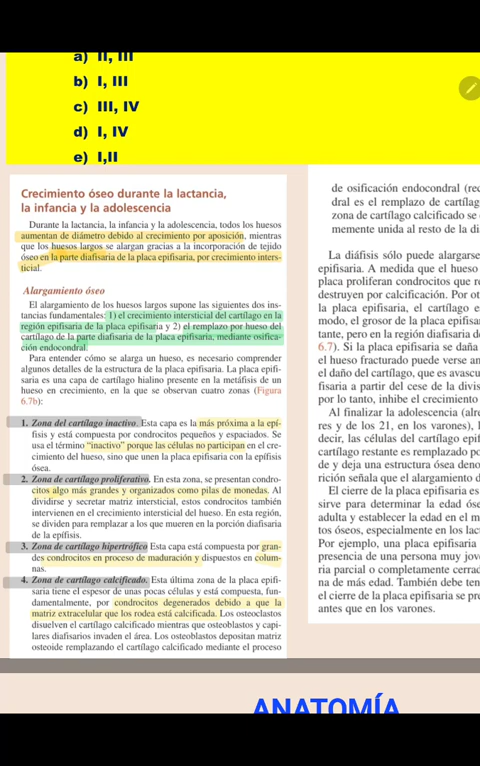 a) II, III
b) I, III
c) III, IV
d) I, IV
e) I,II
Crecimiento óseo durante la lactancia,
la infancia y la adolescencia
Durante la lactancia, la infancia y la adolescencia, todos los huesos
aumentan de diámetro debido al crecimiento por aposición, mientras
que los huesos largos se alargan gracias a la incorporación de tejido
óseo en la parte diafisaria de la placa epifisaria, por crecimiento inters-
ticial.
Alargamiento óseo
El alargamiento de los huesos largos supone las siguientes dos ins-
tancias fundamentales: 1) el crecimiento intersticial del cartílago en la
región epifisaria de la placa epifisaria y 2) el remplazo por hueso del
cartílago de la parte diafisaria de la placa epifisaria, mediante osifica-
ción endocondral.
Para entender cómo se alarga un hueso, es necesario comprender
algunos detalles de la estructura de la placa epifisaria. La placa epifi-
saria es una capa de cartílago hialino presente en la metáfisis de un
hueso en crecimiento, en la que se observan cuatro zonas (Figura
6.7b):
1. Zona del cartílago inactivo. Esta capa es la más próxima a la epí-
fisis y está compuesta por condrocitos pequeños y espaciados. Se
usa el término “inactivo” porque las células no participan en el cre-
cimiento del hueso, sino que unen la placa epifisaria con la epífisis
ósea.
2. Zona de cartílago proliferativo. En esta zona, se presentan condro-
citos algo más grandes y organizados como pilas de monedas. Al
dividirse y secretar matriz intersticial, estos condrocitos también
intervienen en el crecimiento intersticial del hueso. En esta región,
se dividen para remplazar a los que mueren en la porción diafisaria
de la epífisis.
3. Zona de cartílago hipertrófico Esta capa está compuesta por gran-
des condrocitos en proceso de maduración y dispuestos en colum-
nas.
4. Zona de cartílago calcificado. Esta última zona de la placa epifi-
saria tiene el espesor de unas pocas células y está compuesta, fun-
damentalmente, por condrocitos degenerados debido a que la
matriz extracelular que los rodea está calcificada. Los osteoclastos
disuelven el cartílago calcificado mientras que osteoblastos y capi-
lares diafisarios invaden el área. Los osteoblastos depositan matriz
osteoide remplazando el cartílago calcificado mediante el proceso
de osificación endocondral (rec
dral es el remplazo de cartílag
zona de cartílago calcificado se
memente unida al resto de la di
La diáfisis sólo puede alargarse
epifisaria. A medida que el hueso
placa proliferan condrocitos que re
destruyen por calcificación. Por ot
la placa epifisaria, el cartílago e
modo, el grosor de la placa epifisa
tante, pero en la región diafisaria d
6.7). Si la placa epifisaria se daña
el hueso fracturado puede verse an
el daño del cartílago, que es avascu
fisaria a partir del cese de la divis
por lo tanto, inhibe el crecimiento
Al finalizar la adolescencia (alre
res y de los 21, en los varones), l
decir, las células del cartílago epif
cartílago restante es remplazado po
de y deja una estructura ósea deno
rición señala que el alargamiento d
El cierre de la placa epifisaria es
sirve para determinar la edad óse
adulta y establecer la edad en el m
tos óseos, especialmente en los lact
Por ejemplo, una placa epifisaria
presencia de una persona muy jov
ria parcial o completamente cerrad
na de más edad. También debe ten
el cierre de la placa epifisaria se pre
antes que en los varones.
ANATOMÍA